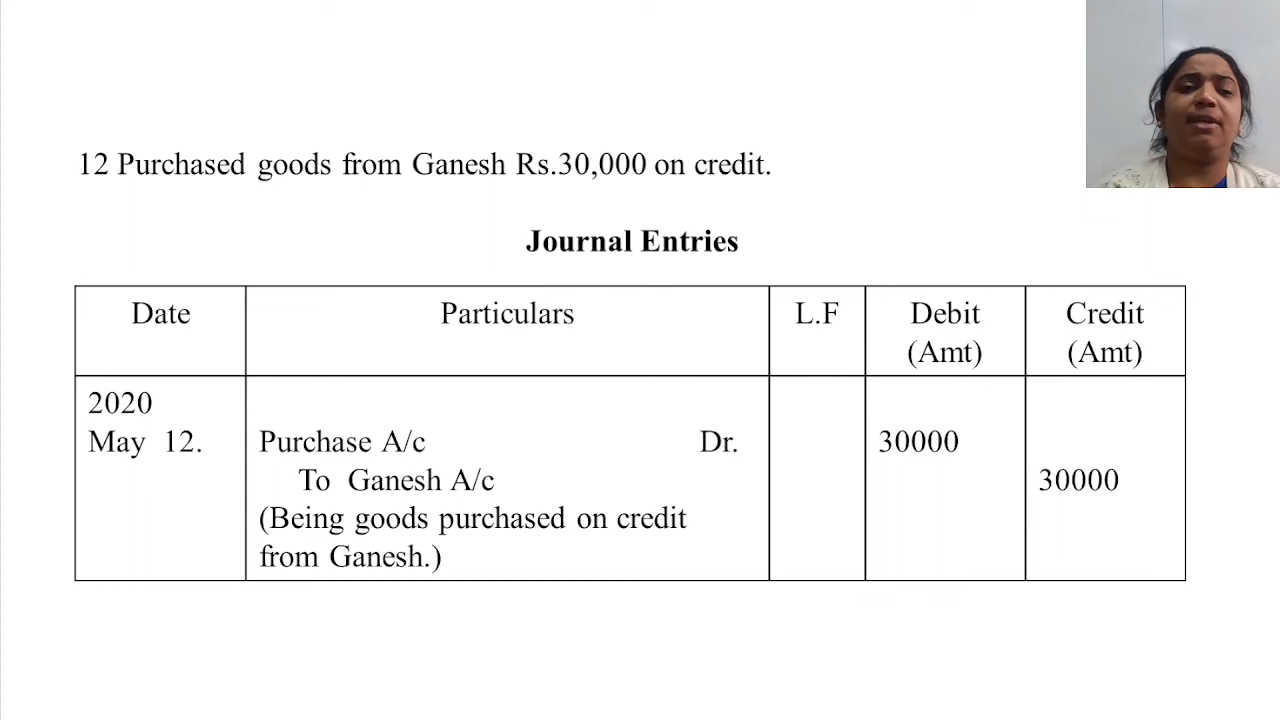 12 Purchased goods from Ganesh Rs.30,000 on credit.
Journal Entries
Date Particulars L.F Debit (Amt) Credit (Amt)
2020
May 12. Purchase A/c Dr. 30000
To Ganesh A/c 30000
(Being goods purchased on credit
from Ganesh.)